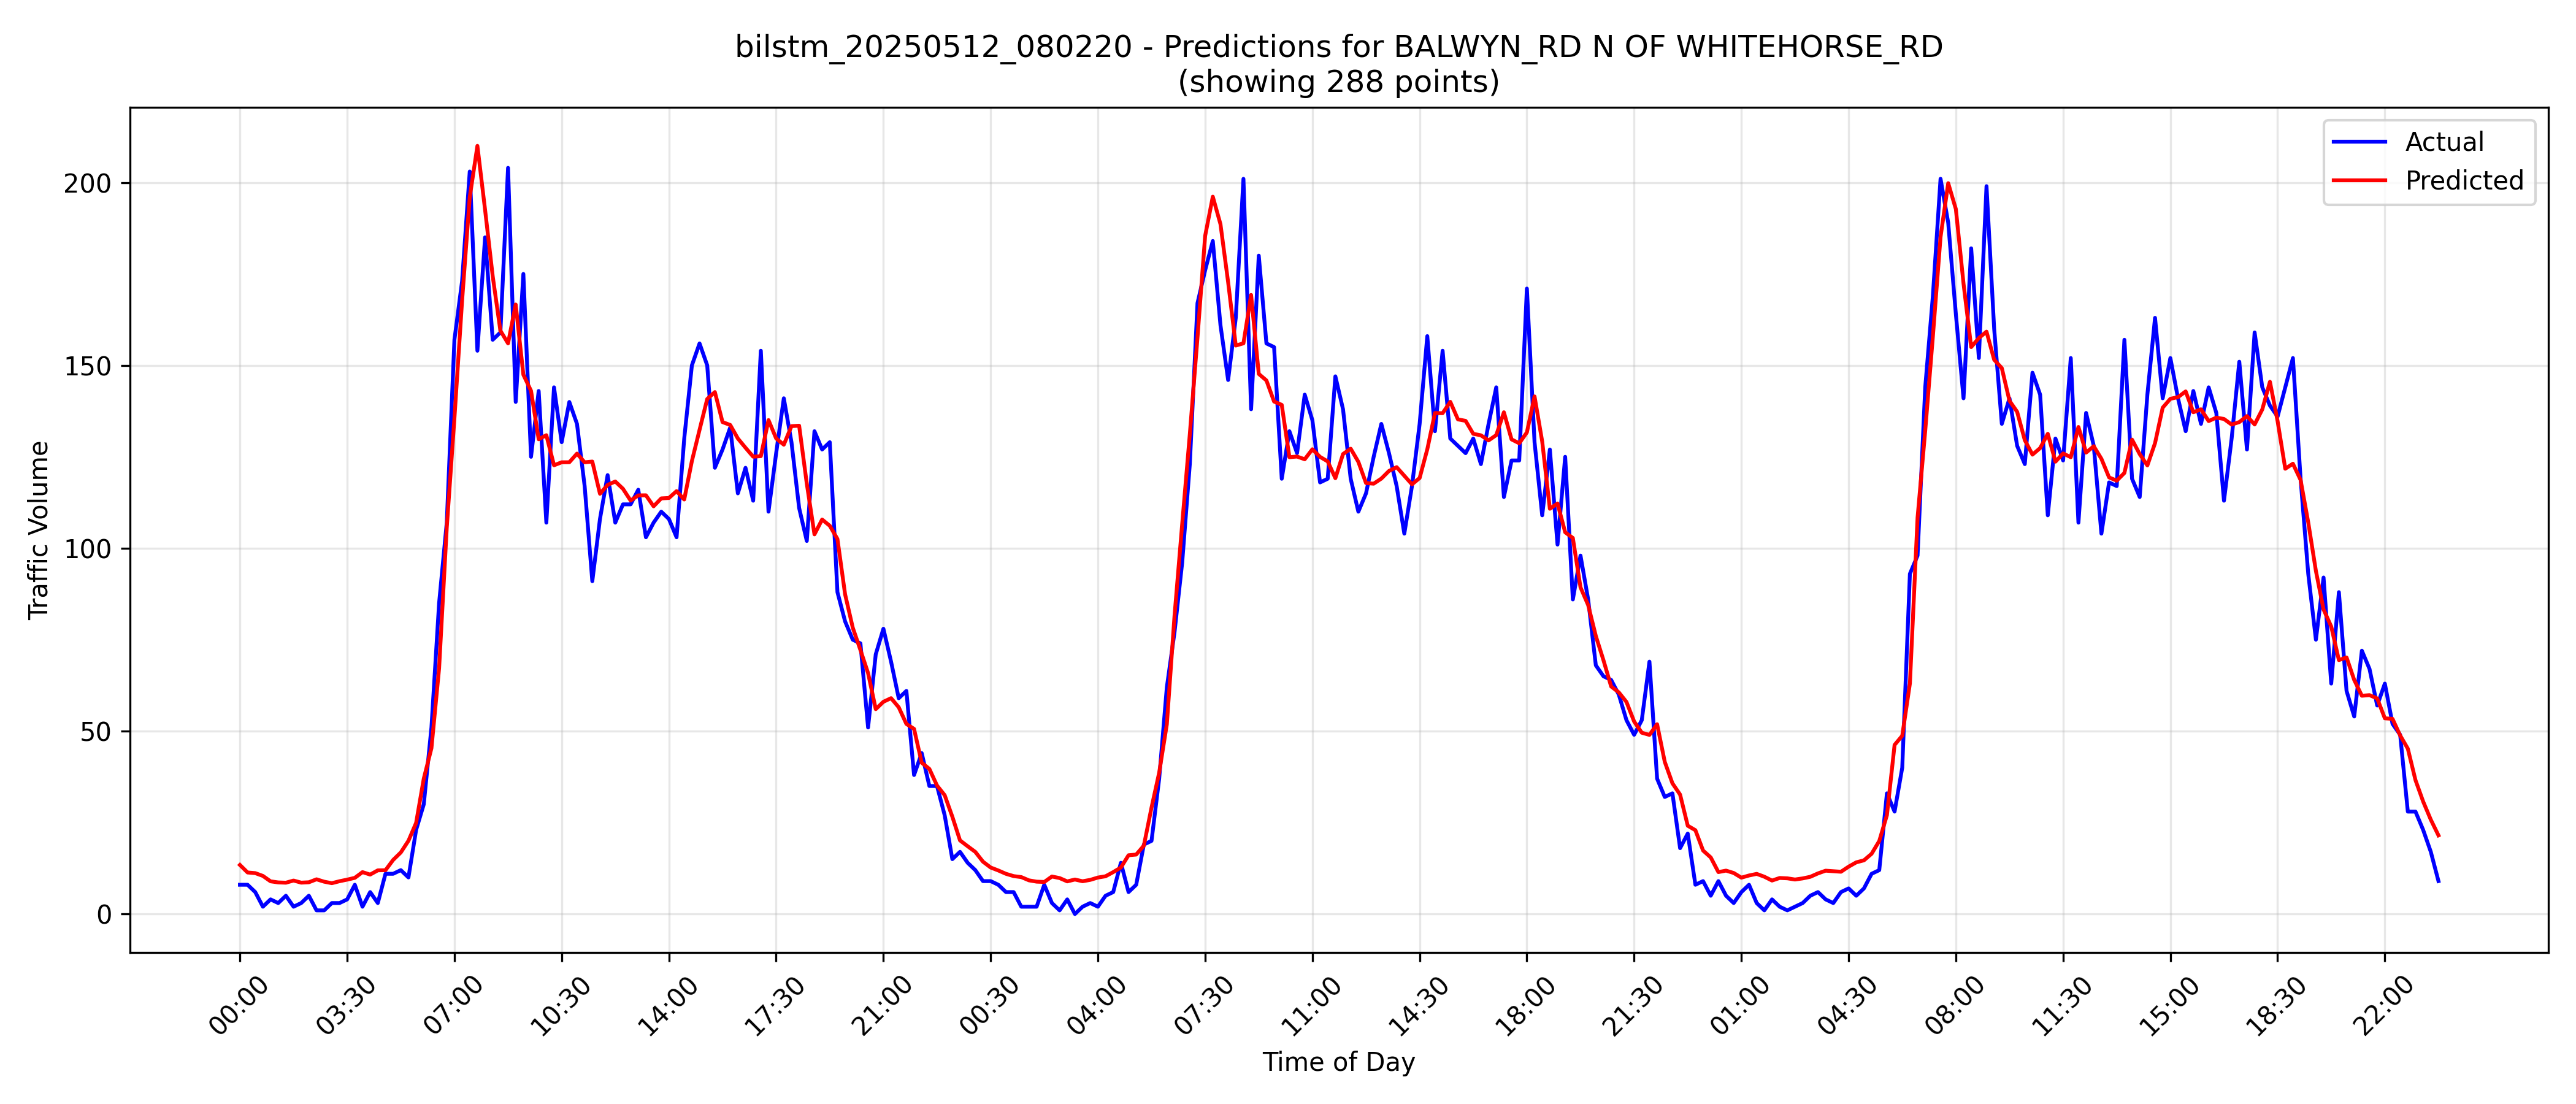 bilstm_20250512_080220 - Predictions for BALWYN_RD N OF WHITEHORSE_RD
(showing 288 points)
Actual
Predicted
Traffic Volume
200
150
100
50
0
00:00 03:30 07:00 10:30 14:00 17:30 21:00 00:30 04:00 07:30 11:00 14:30 18:00 21:30 01:00 04:30 08:00 11:30 15:00 18:30 22:00
Time of Day